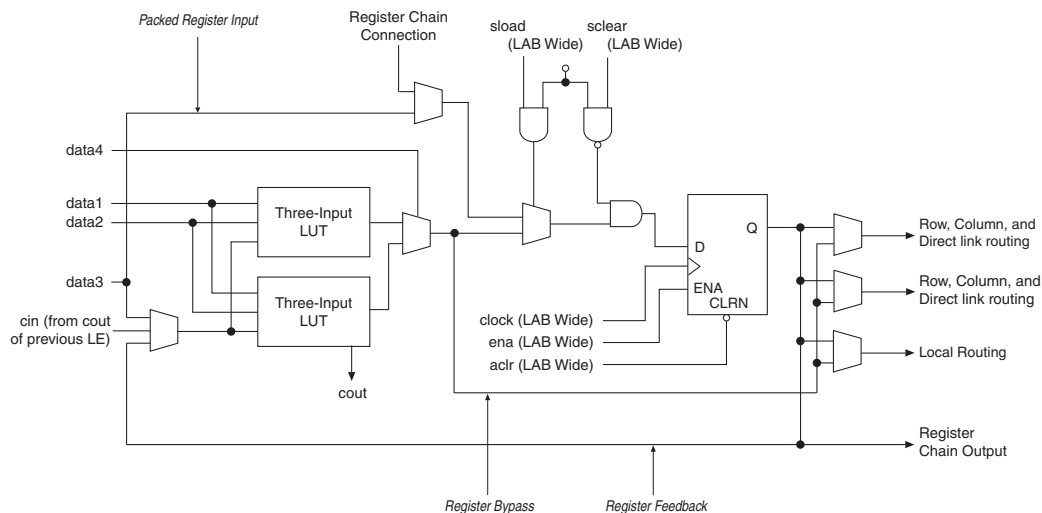 Packed Register Input
Register Chain
Connection
sload
(LAB Wide)
sclear
(LAB Wide)
data4
data1
data2
Three-Input
LUT
data3
Three-Input
LUT
cin (from cout
of previous LE)
cout
Q
D
ENA
CLRN
clock (LAB Wide)
ena (LAB Wide)
aclr (LAB Wide)
Row, Column, and
Direct link routing
Row, Column, and
Direct link routing
Local Routing
Register
Chain Output
Register Bypass
Register Feedback